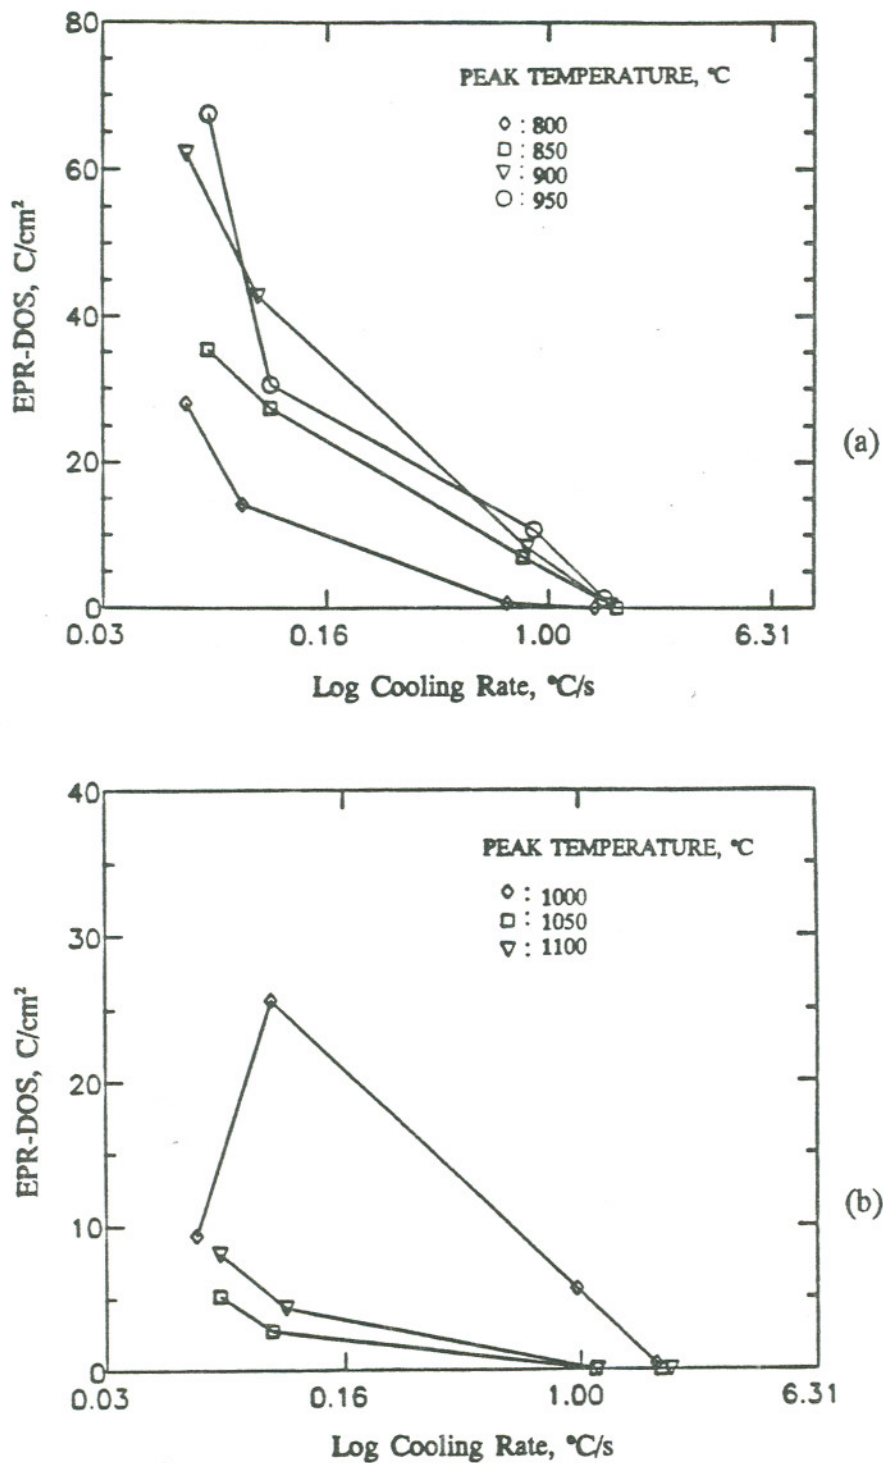 80
60
40
20
0
EPR-DOS, C/cm²
PEAK TEMPERATURE, °C
◇ : 800
□ : 850
▽ : 900
○ : 950
(a)
0.03 0.16 1.00 6.31
Log Cooling Rate, °C/s
40
30
20
10
0
EPR-DOS, C/cm²
PEAK TEMPERATURE, °C
◇ : 1000
□ : 1050
▽ : 1100
(b)
0.03 0.16 1.00 6.31
Log Cooling Rate, °C/s